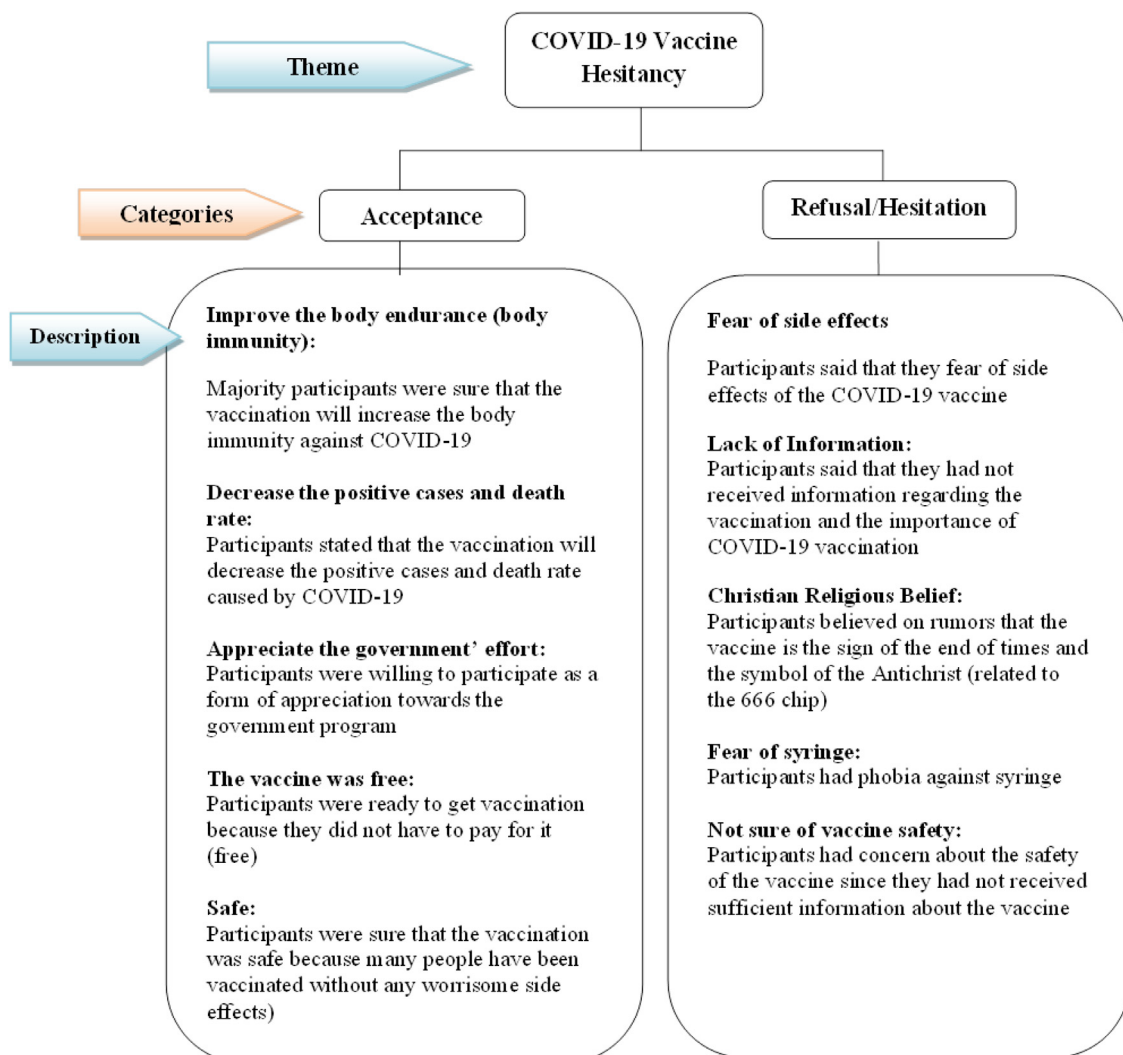 COVID-19 Vaccine
Hesitancy
Theme
Categories
Acceptance
Refusal/Hesitation
Description
Improve the body endurance (body
immunity):
Majority participants were sure that the
vaccination will increase the body
immunity against COVID-19
Decrease the positive cases and death
rate:
Participants stated that the vaccination will
decrease the positive cases and death rate
caused by COVID-19
Appreciate the government' effort:
Participants were willing to participate as a
form of appreciation towards the
government program
The vaccine was free:
Participants were ready to get vaccination
because they did not have to pay for it
(free)
Safe:
Participants were sure that the vaccination
was safe because many people have been
vaccinated without any worrisome side
effects)
Fear of side effects
Participants said that they fear of side
effects of the COVID-19 vaccine
Lack of Information:
Participants said that they had not
received information regarding the
vaccination and the importance of
COVID-19 vaccination
Christian Religious Belief:
Participants believed on rumors that the
vaccine is the sign of the end of times and
the symbol of the Antichrist (related to
the 666 chip)
Fear of syringe:
Participants had phobia against syringe
Not sure of vaccine safety:
Participants had concern about the safety
of the vaccine since they had not received
sufficient information about the vaccine